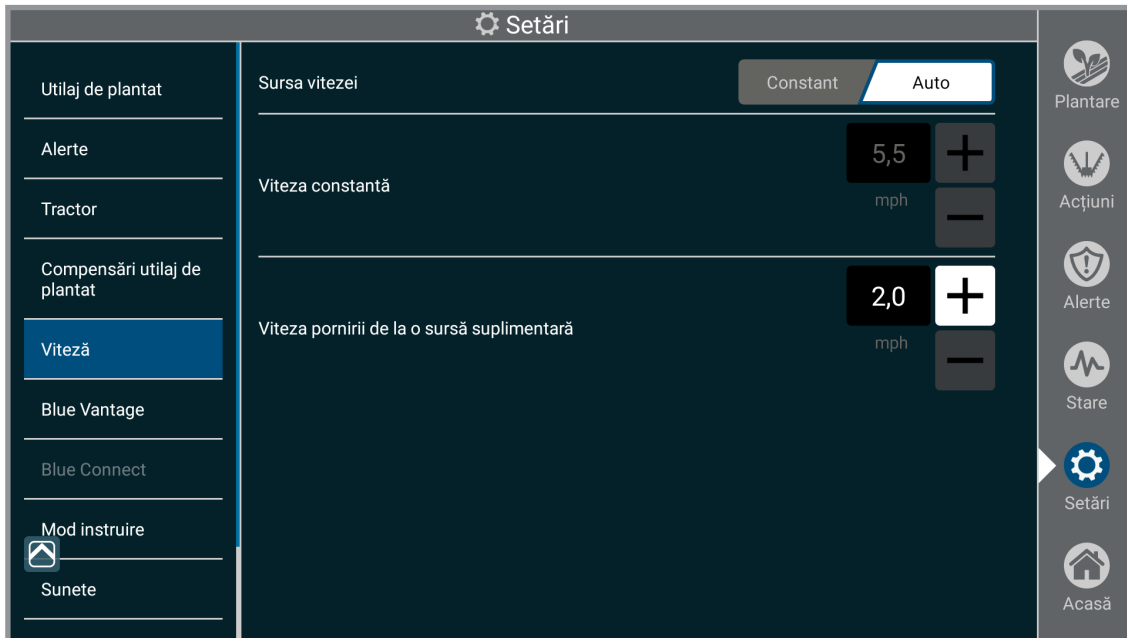 Setări
Utilaj de plantat
Alerte
Tractor
Compensări utilaj de
plantat
Viteză
Blue Vantage
Blue Connect
Mod instruire
Sunete
Sursa vitezei
Constant
Auto
Viteza constantă
5,5
mph
Viteza pornirii de la o sursă suplimentară
2,0
mph
Plantare
Acțiuni
Alerte
Stare
Setări
Acasă